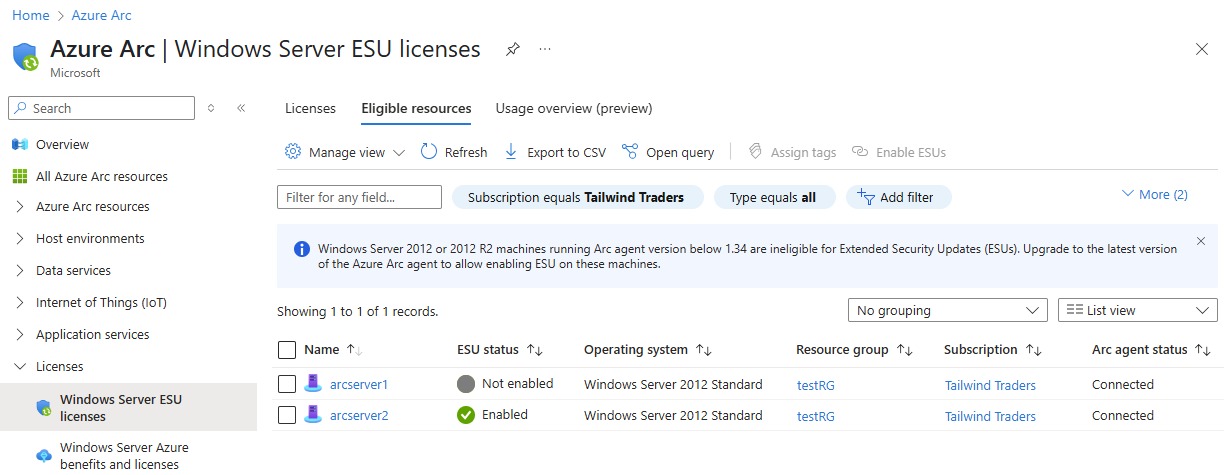 Home > Azure Arc
Azure Arc | Windows Server ESU licenses ...
Microsoft
Search
Overview
All Azure Arc resources
Azure Arc resources
Host environments
Data services
Internet of Things (IoT)
Application services
Licenses
Windows Server ESU
licenses
Windows Server Azure
benefits and licenses
Licenses Eligible resources Usage overview (preview)
Manage view Refresh Export to CSV Open query Assign tags Enable ESUs
Filter for any field... Subscription equals Tailwind Traders Type equals all Add filter More (2)
Windows Server 2012 or 2012 R2 machines running Arc agent version below 1.34 are ineligible for Extended Security Updates (ESUs). Upgrade to the latest version
of the Azure Arc agent to allow enabling ESU on these machines.
Showing 1 to 1 of 1 records. No grouping List view
Name ESU status Operating system Resource group Subscription Arc agent status
arcserver1 Not enabled Windows Server 2012 Standard testRG Tailwind Traders Connected
arcserver2 Enabled Windows Server 2012 Standard testRG Tailwind Traders Connected